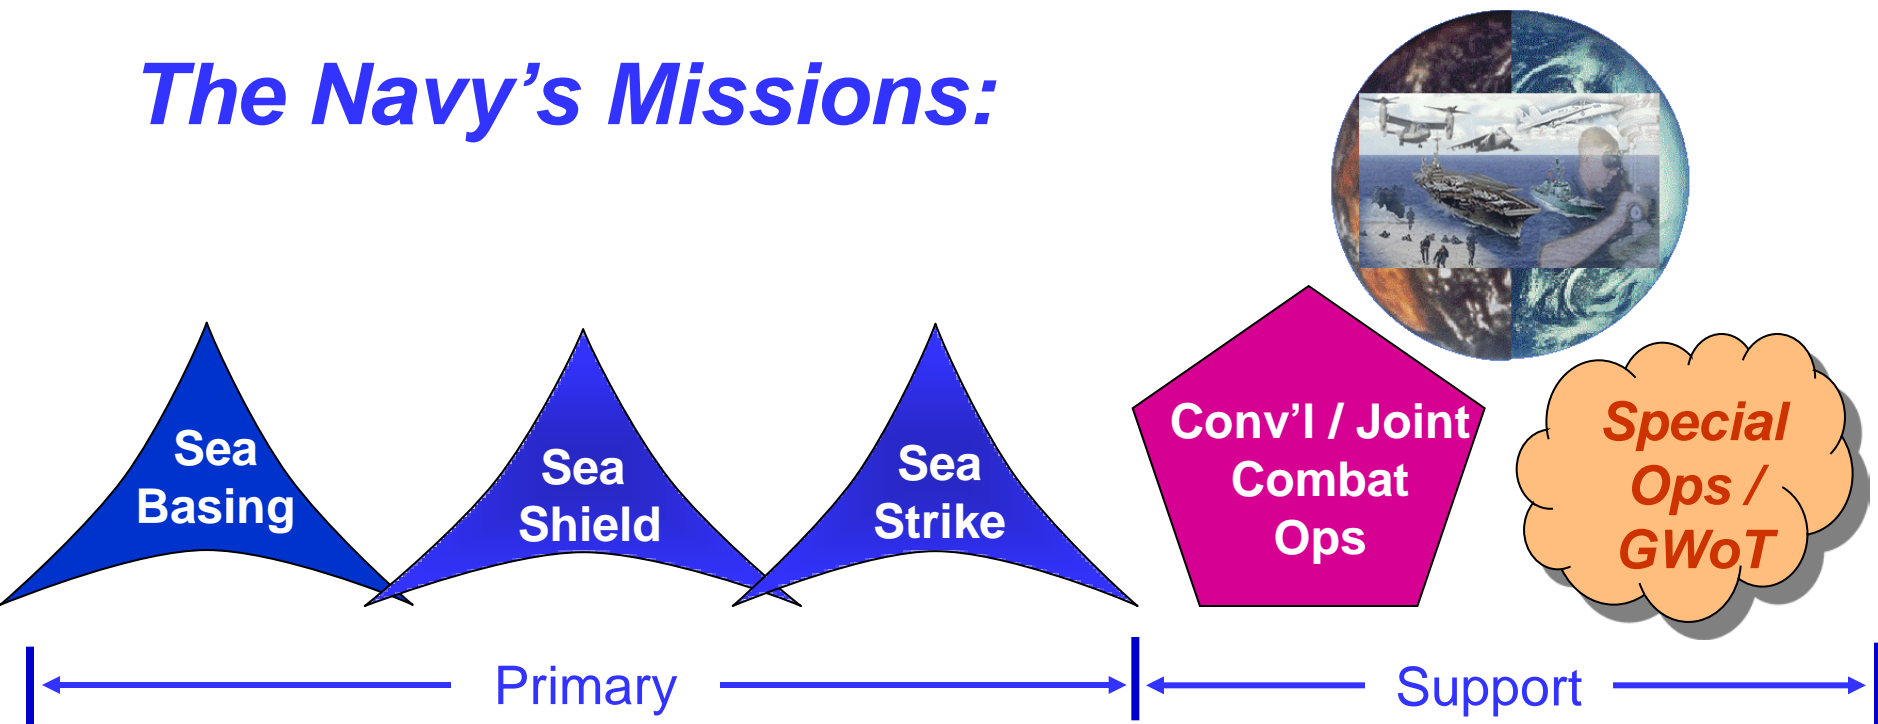 The Navy’s Missions:
Sea
Basing
Sea
Shield
Sea
Strike
Conv’l / Joint
Combat
Ops
Special
Ops /
GWoT
Primary
Support